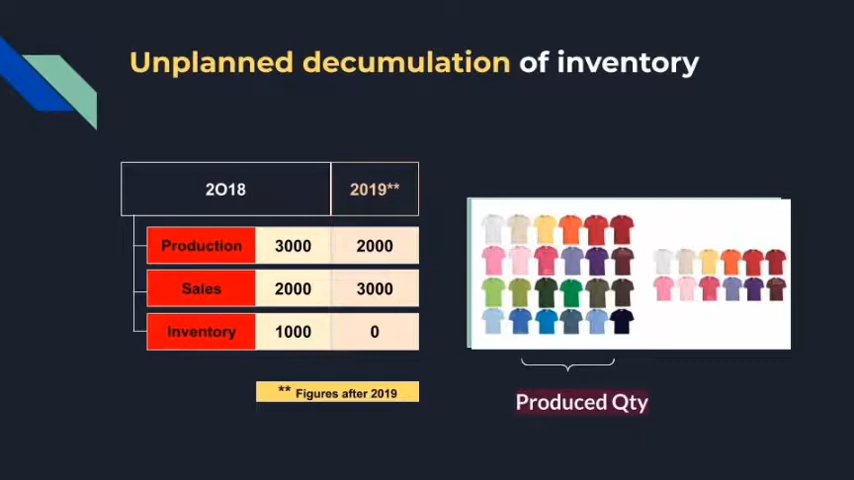 Unplanned decumulation of inventory
2O18 2019**
Production 3000 2000
Sales 2000 3000
Inventory 1000 0
** Figures after 2019
Produced Qty